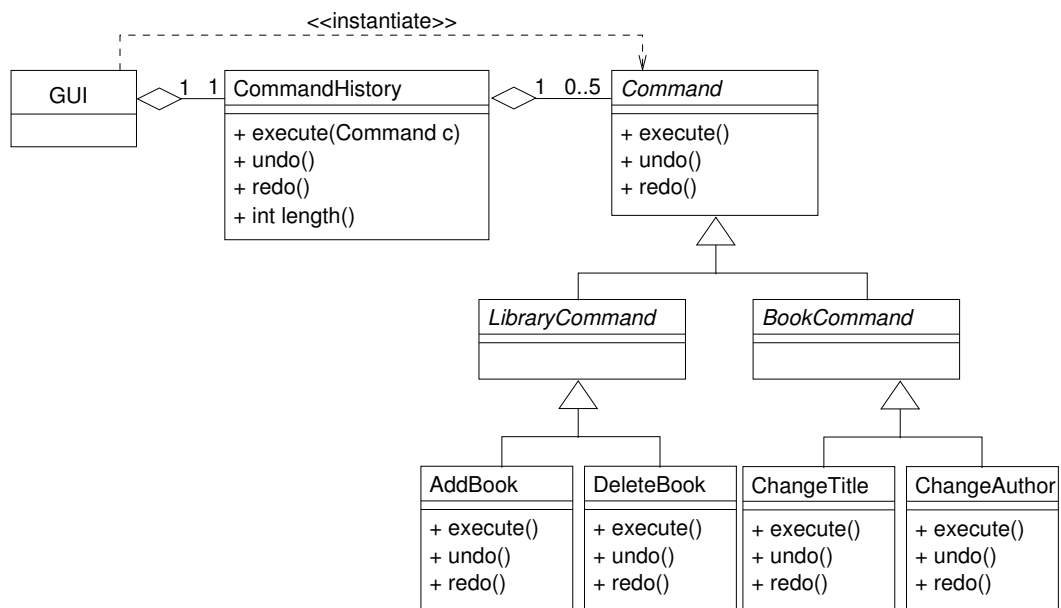 <<instantiate>>
GUI
1
1
CommandHistory
+ execute(Command c)
+ undo()
+ redo()
+ int length()
1
0..5
Command
+ execute()
+ undo()
+ redo()
LibraryCommand
BookCommand
AddBook
+ execute()
+ undo()
+ redo()
DeleteBook
+ execute()
+ undo()
+ redo()
ChangeTitle
+ execute()
+ undo()
+ redo()
ChangeAuthor
+ execute()
+ undo()
+ redo()